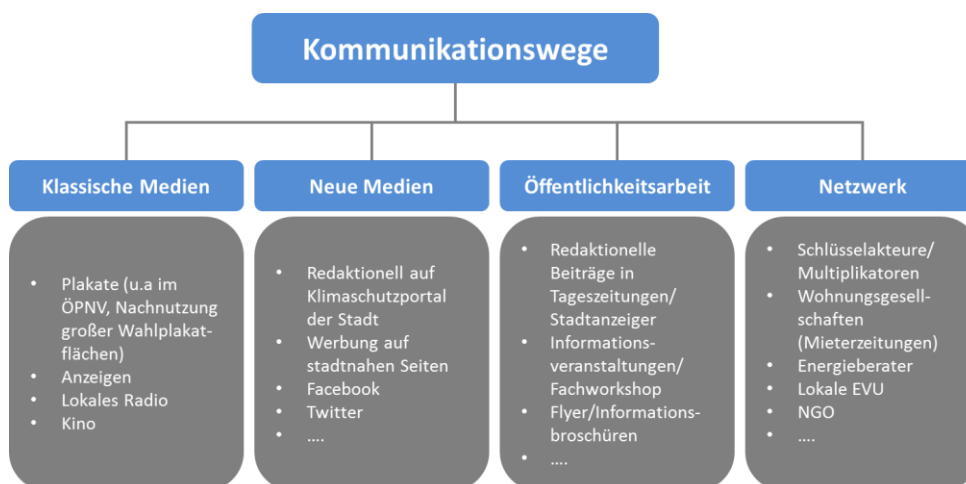 Kommunikationswege
Klassische Medien
• Plakate (u.a im
ÖPNV, Nachnutzung
großer Wahlplakat-
flächen)
• Anzeigen
• Lokales Radio
• Kino
Neue Medien
• Redaktionell auf
Klimaschutzportal
der Stadt
• Werbung auf
stadtnahen Seiten
• Facebook
• Twitter
• ....
Öffentlichkeitsarbeit
• Redaktionelle
Beiträge in
Tageszeitungen/
Stadtanzeiger
• Informations-
veranstaltungen/
Fachworkshop
• Flyer/Informations-
broschüren
• ....
Netzwerk
• Schlüsselakteure/
Multiplikatoren
• Wohnungsgesell-
schaften
(Mieterzeitungen)
• Energieberater
• Lokale EVU
• NGO
• ....